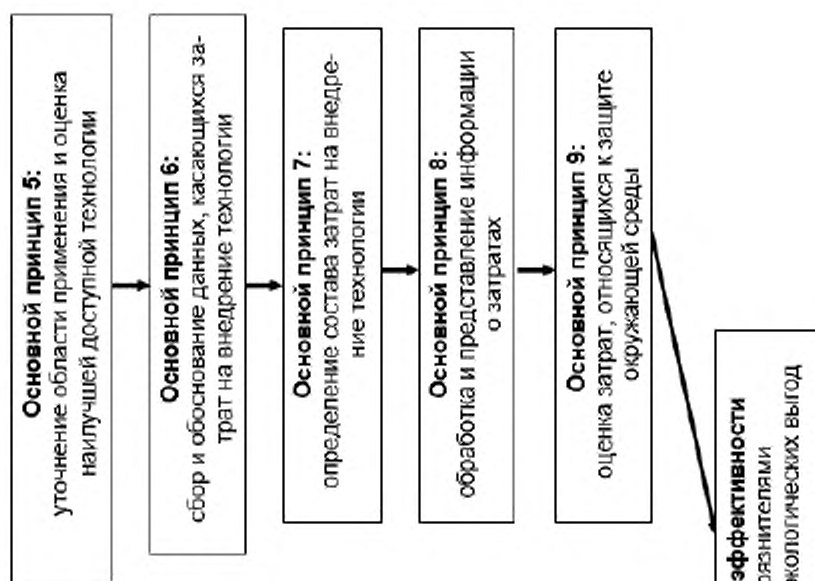 Основной принцип 5:
уточнение области применения и оценка
наилучшей доступной технологии
Основной принцип 6:
сбор и обоснование данных, касающихся за-
трат на внедрение технологии
Основной принцип 7:
определение состава затрат на внедре-
ние технологии
Основной принцип 8:
обработка и представление информации
о затратах
Основной принцип 9:
оценка затрат, относящихся к защите
окружающей среды
эффективности
рязнителями
кологических выгод